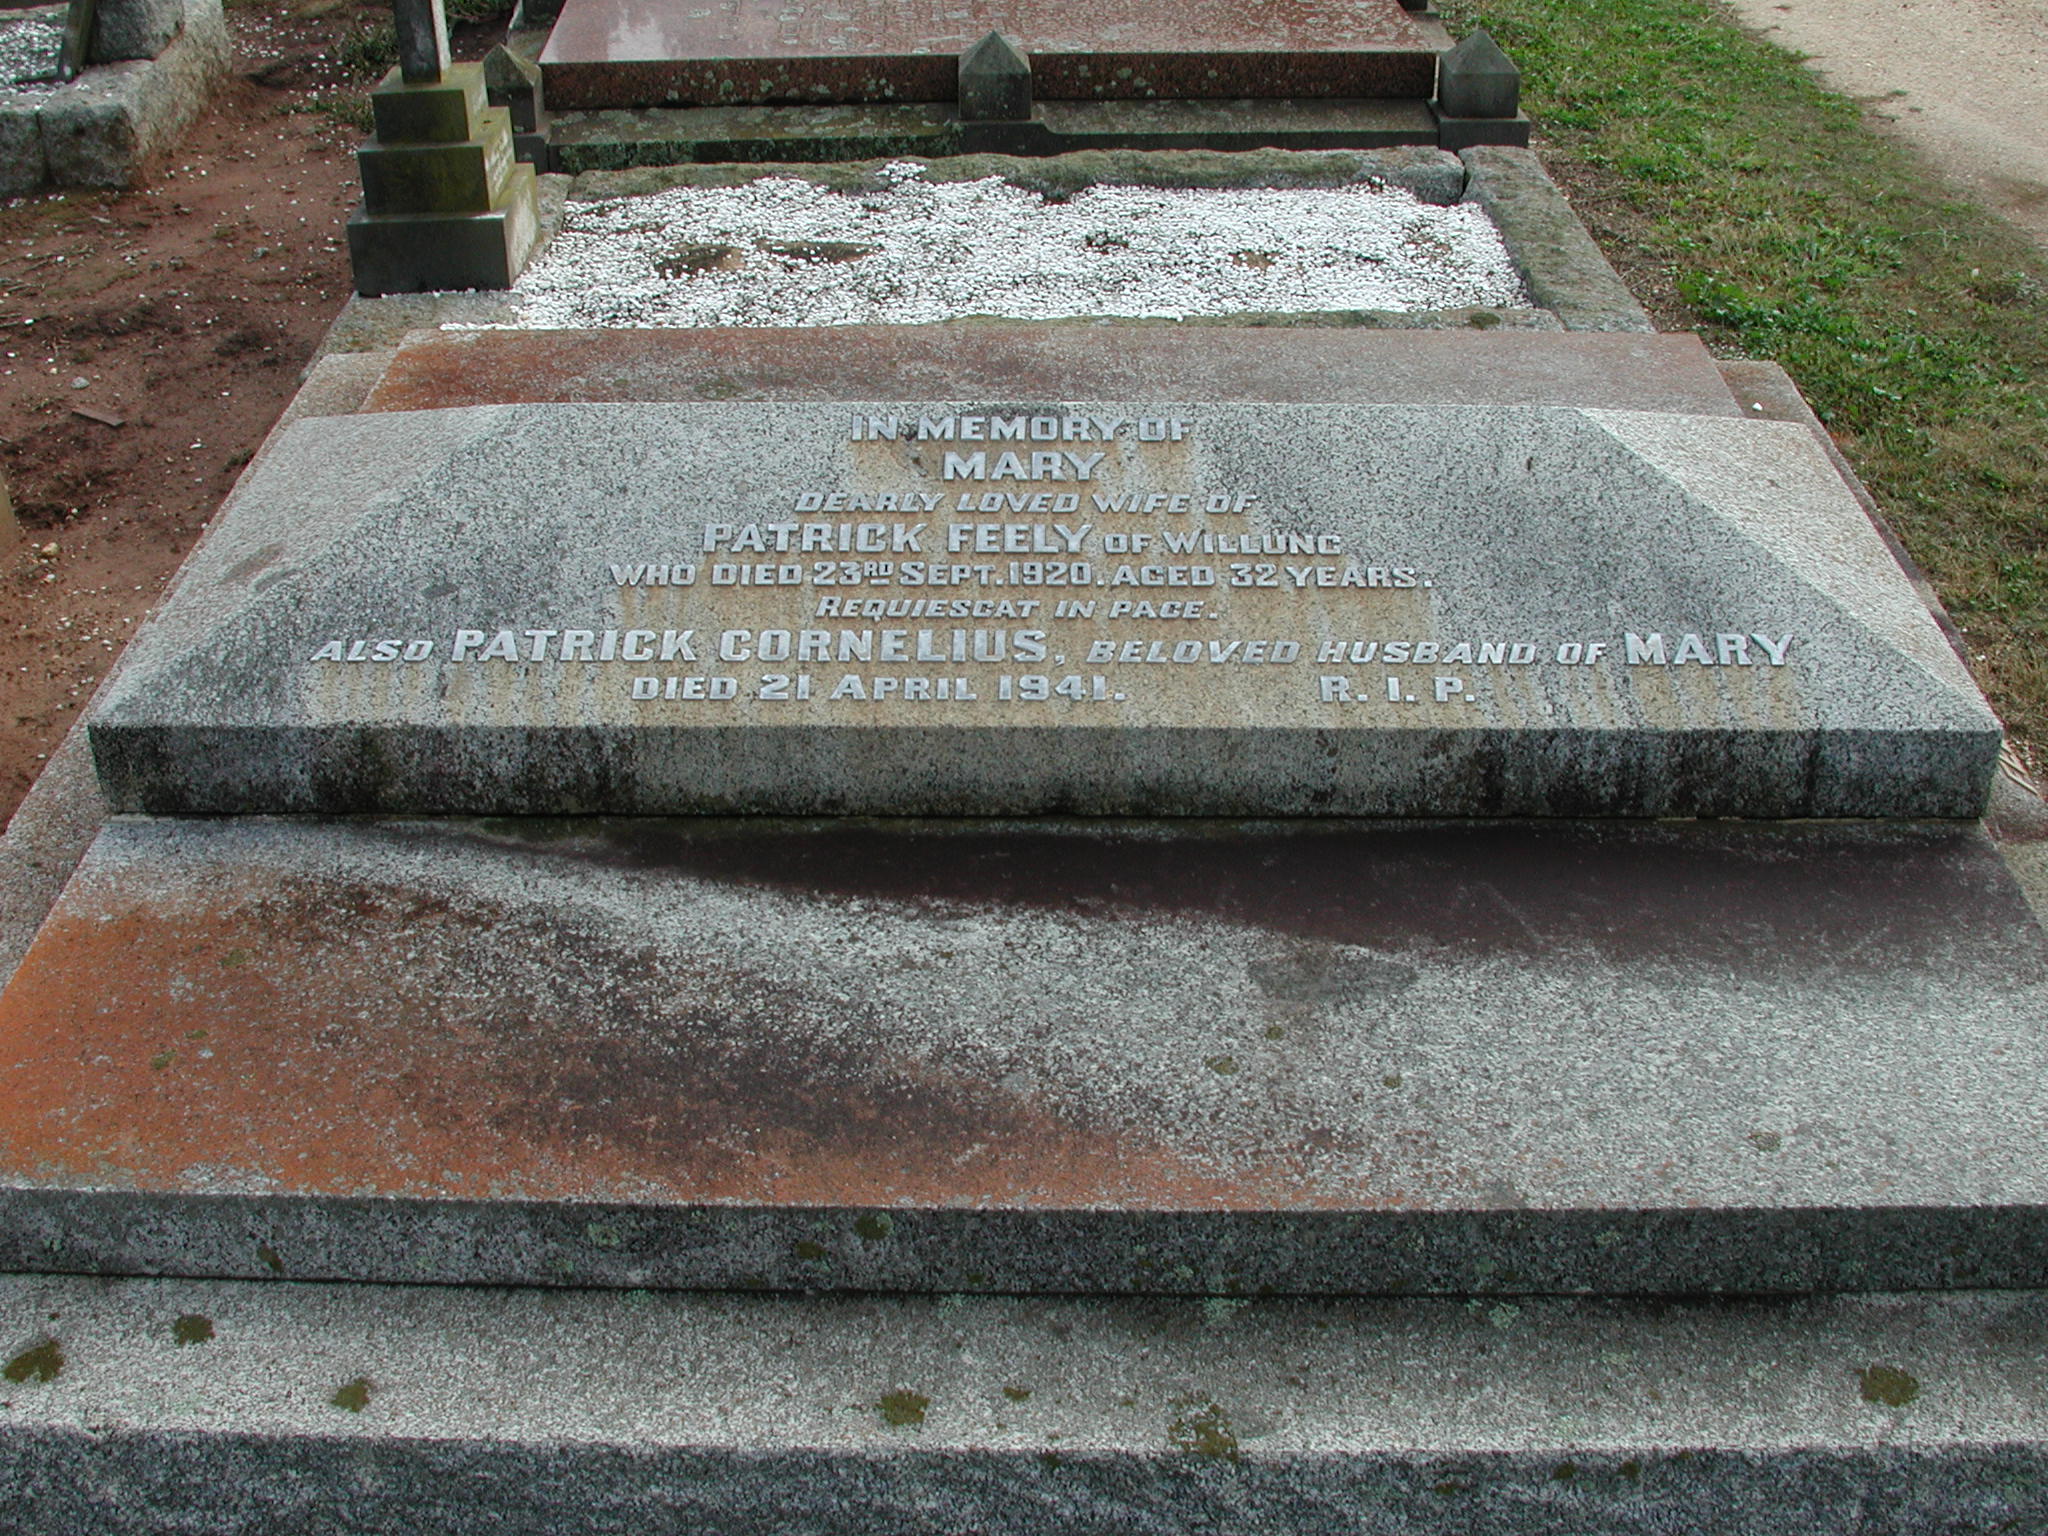 IN MEMORY OF
MARY
DEARLY LOVED WIFE OF
PATRICK FEELY OF WILLUNG
WHO DIED 23RD SEPT. 1920. AGED 32 YEARS.
REQUIESCAT IN PACE.
ALSO PATRICK CORNELIUS, BELOVED HUSBAND OF MARY
DIED 21 APRIL 1941. R. I. P.